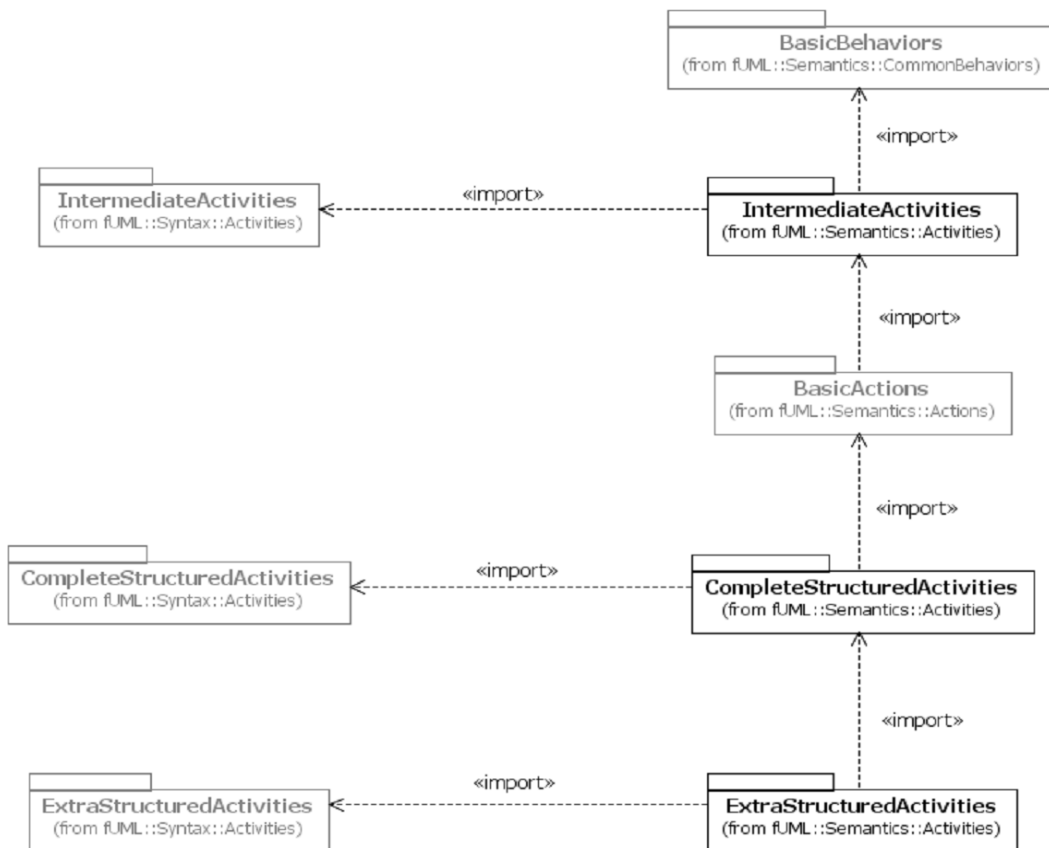 BasicBehaviors
(from fUML::Semantics::CommonBehaviors)
«import»
IntermediateActivities
(from fUML::Syntax::Activities)
«import»
IntermediateActivities
(from fUML::Semantics::Activities)
«import»
BasicActions
(from fUML::Semantics::Actions)
«import»
CompleteStructuredActivities
(from fUML::Syntax::Activities)
«import»
CompleteStructuredActivities
(from fUML::Semantics::Activities)
«import»
ExtraStructuredActivities
(from fUML::Syntax::Activities)
«import»
ExtraStructuredActivities
(from fUML::Semantics::Activities)